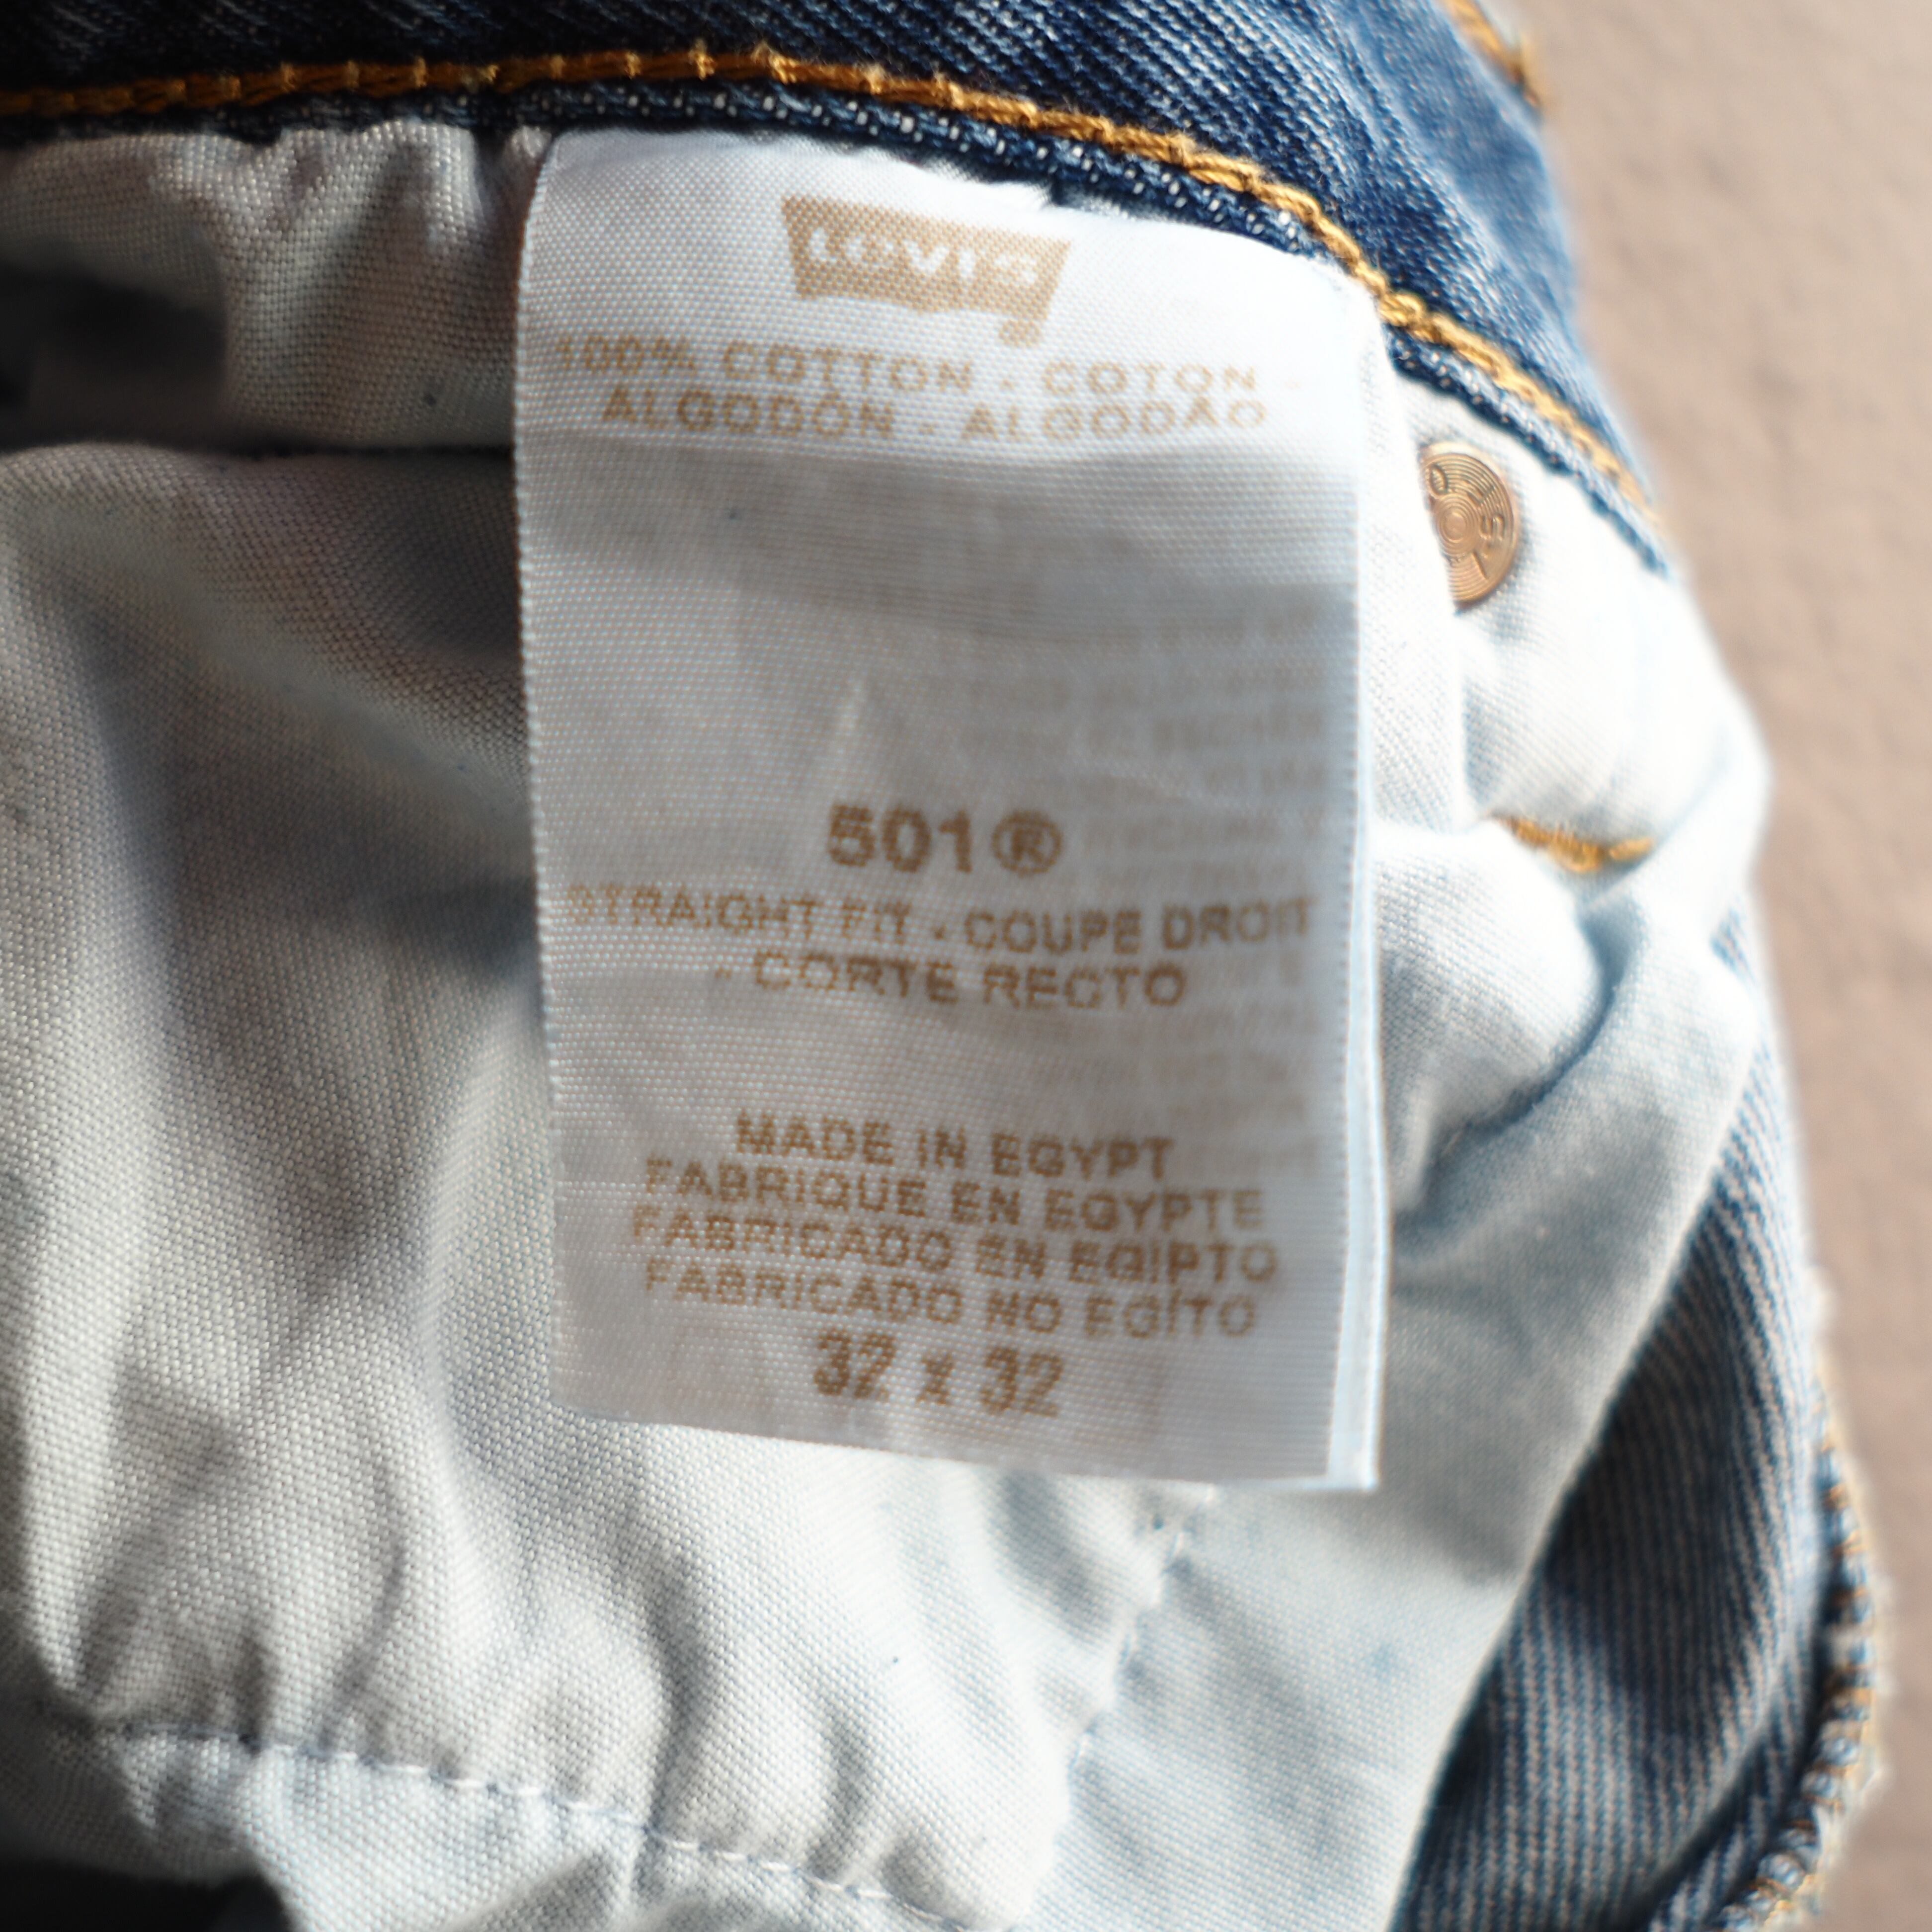 Levi's
®
100% COTTON - COTON -
ALGODÓN - ALGODÃO
501®
STRAIGHT FIT - COUPE DROIT
- CORTE RECTO
MADE IN EGYPT
FABRIQUE EN EGYPTE
FABRICADO EN EGIPTO
FABRICADO NO EGÍTO
32 x 32